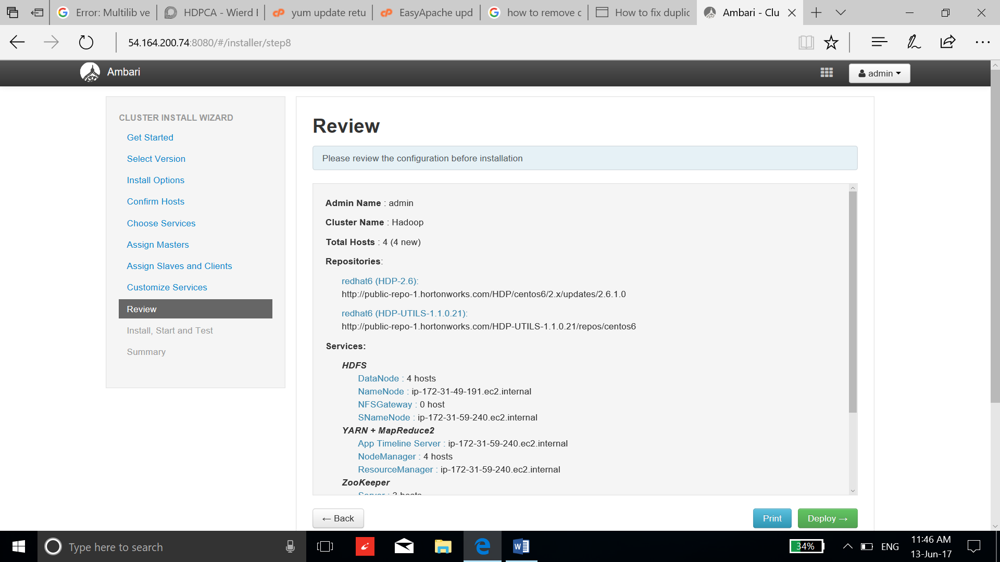 Error: Multilib ve
HDPCA - Wierd
yum update retu
EasyApache upd
how to remove c
How to fix duplic
Ambari - Clu
54.164.200.74:8080/#/installer/step8
Ambari
admin
CLUSTER INSTALL WIZARD
Get Started
Select Version
Install Options
Confirm Hosts
Choose Services
Assign Masters
Assign Slaves and Clients
Customize Services
Review
Install, Start and Test
Summary
Review
Please review the configuration before installation
Admin Name : admin
Cluster Name : Hadoop
Total Hosts : 4 (4 new)
Repositories:
redhat6 (HDP-2.6):
http://public-repo-1.hortonworks.com/HDP/centos6/2.x/updates/2.6.1.0
redhat6 (HDP-UTILS-1.1.0.21):
http://public-repo-1.hortonworks.com/HDP-UTILS-1.1.0.21/repos/centos6
Services:
HDFS
DataNode : 4 hosts
NameNode : ip-172-31-49-191.ec2.internal
NFSGateway : 0 host
SNameNode : ip-172-31-59-240.ec2.internal
YARN + MapReduce2
App Timeline Server : ip-172-31-59-240.ec2.internal
NodeManager : 4 hosts
ResourceManager : ip-172-31-59-240.ec2.internal
ZooKeeper
Server : 3 hosts
← Back
Print
Deploy →
Type here to search
34%
ENG
11:46 AM
13-Jun-17